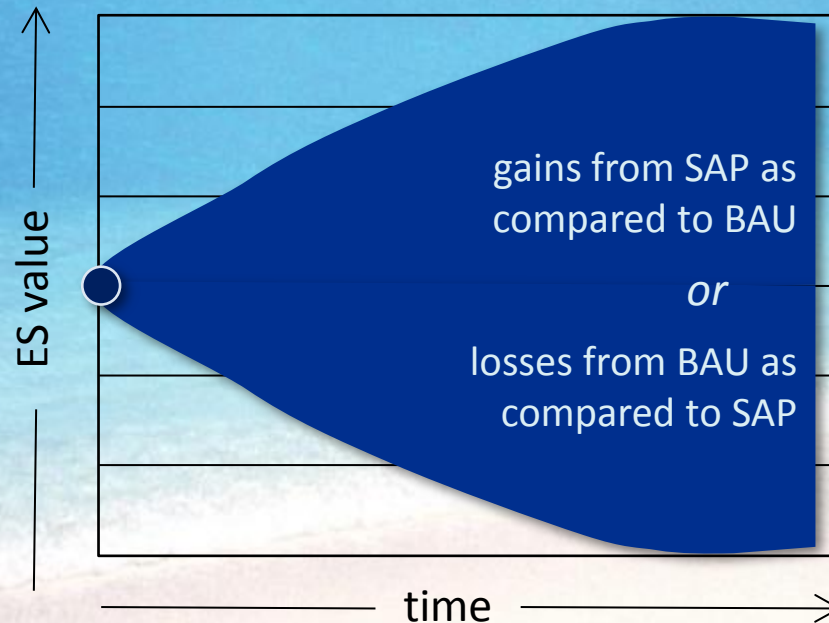 ES value
gains from SAP as
compared to BAU
or
losses from BAU as
compared to SAP
time